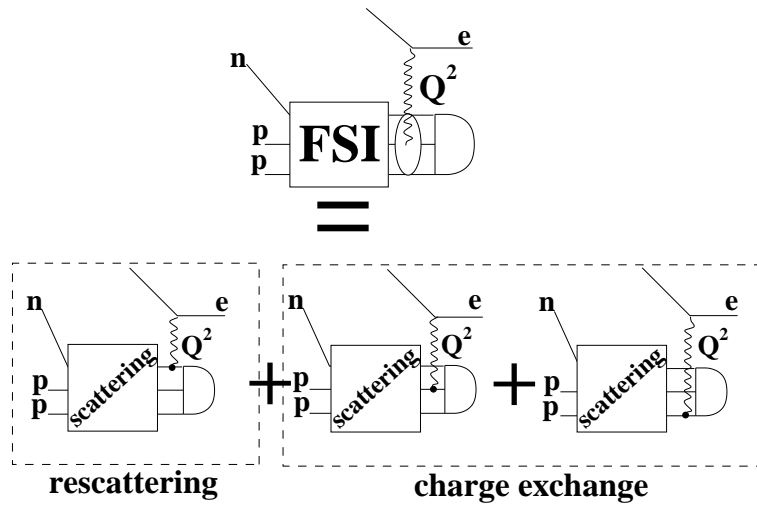 e
n
Q²
p
FSI
p
=
n
e
Q²
scattering
p
p
+
n
e
Q²
scattering
p
p
+
n
e
Q²
scattering
p
p
rescattering
charge exchange